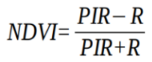 NDVI = (PIR − R) / (PIR + R)